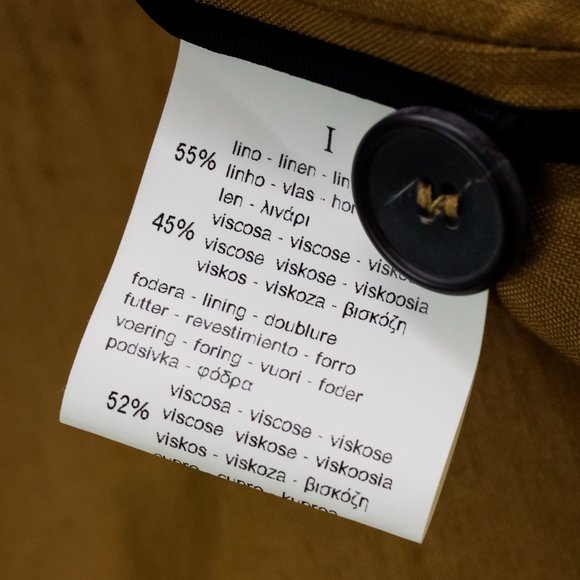 I
55% lino - linen -
linho - vlas -
len - λινάρι
45% viscosa - viscose -
viscose viskose - viskoosia
viskos - viskoza - βισκόζη
fodera - lining - doublure
futter - revestimiento - forro
voering - foring - vuori - foder
podsivka - φόδρα
52% viscosa - viscose - viskose
viscose viskose - viskoosia
viskos - viskoza - βισκόζη